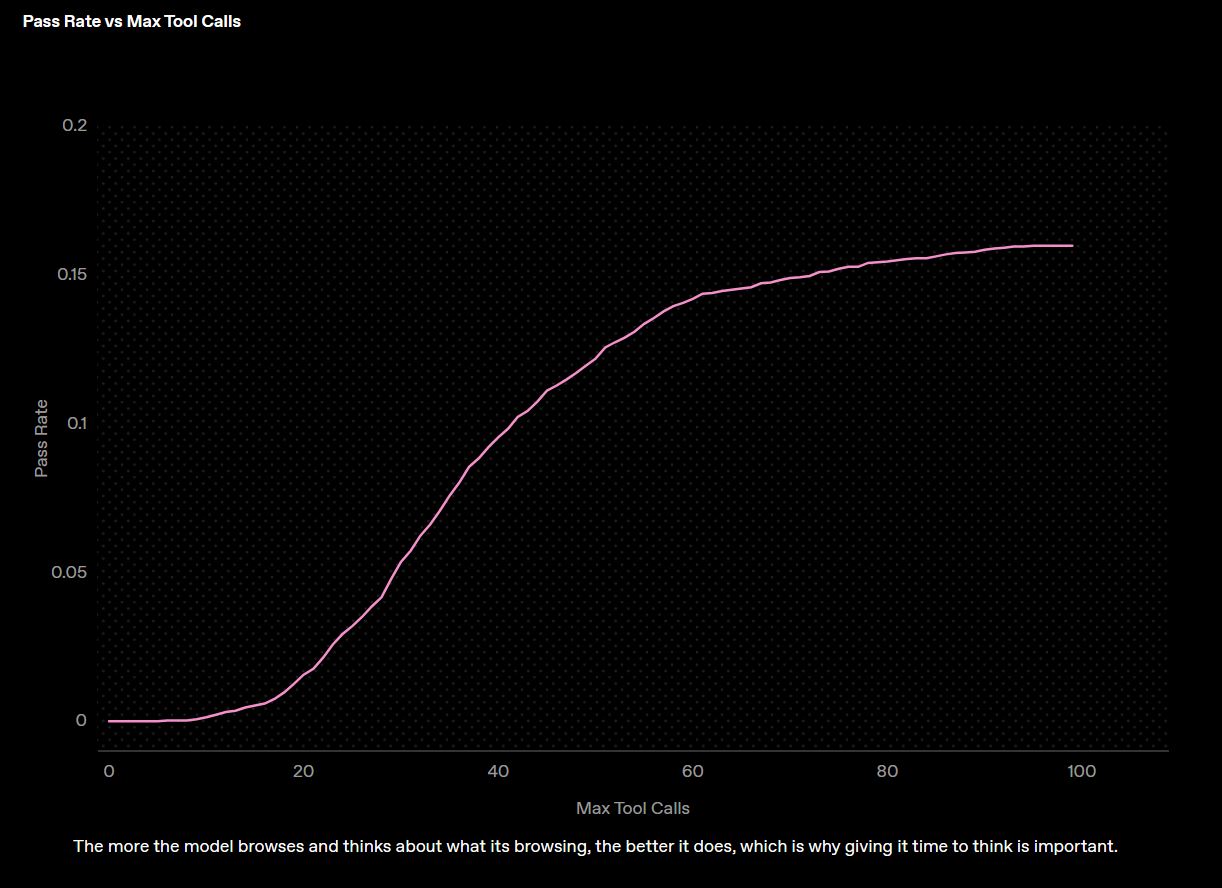 Pass Rate vs Max Tool Calls
0.2
0.15
0.1
0.05
0
Pass Rate
0 20 40 60 80 100
Max Tool Calls
The more the model browses and thinks about what its browsing, the better it does, which is why giving it time to think is important.